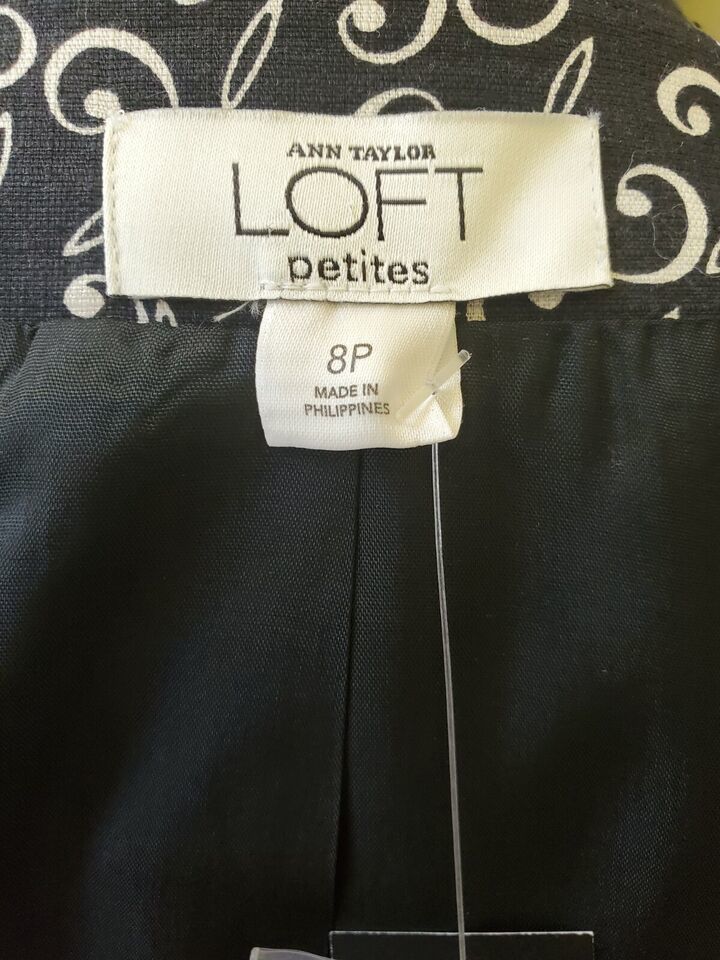 ANN TAYLOR
LOFT
petites
8P
MADE IN
PHILIPPINES